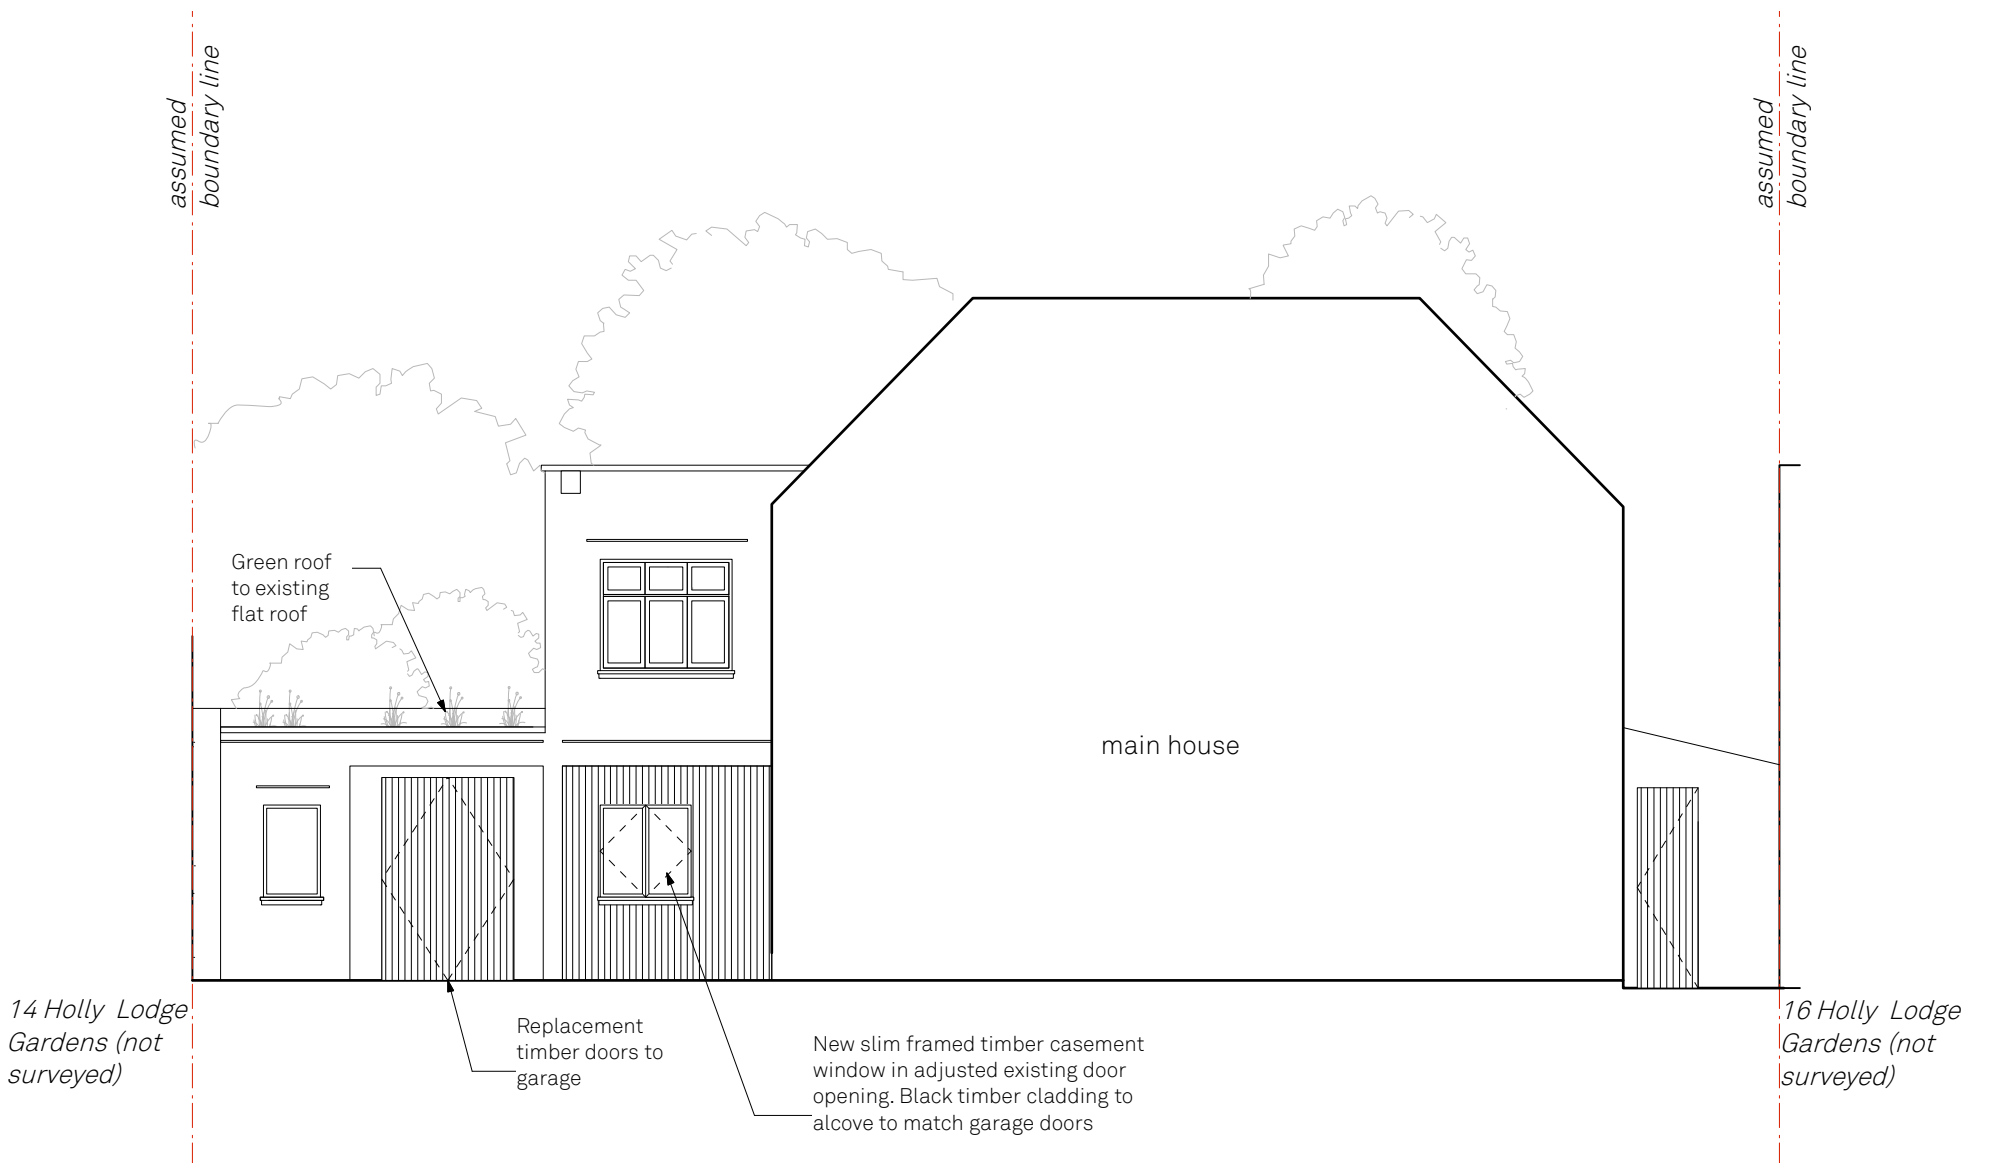 assumed
boundary line
assumed
boundary line
Green roof
to existing
flat roof
main house
14 Holly Lodge
Gardens (not
surveyed)
Replacement
timber doors to
garage
New slim framed timber casement
window in adjusted existing door
opening. Black timber cladding to
alcove to match garage doors
16 Holly Lodge
Gardens (not
surveyed)